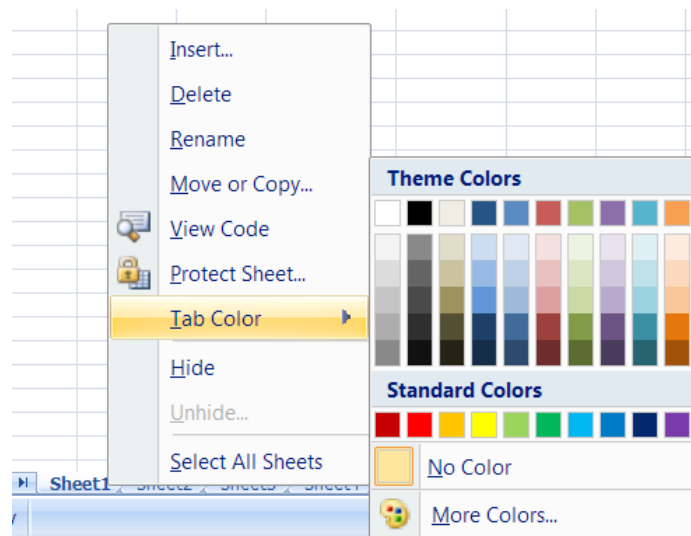 Insert...
Delete
Rename
Move or Copy...
View Code
Protect Sheet...
Tab Color
Hide
Unhide...
Select All Sheets
Theme Colors
Standard Colors
No Color
More Colors...
Sheet1